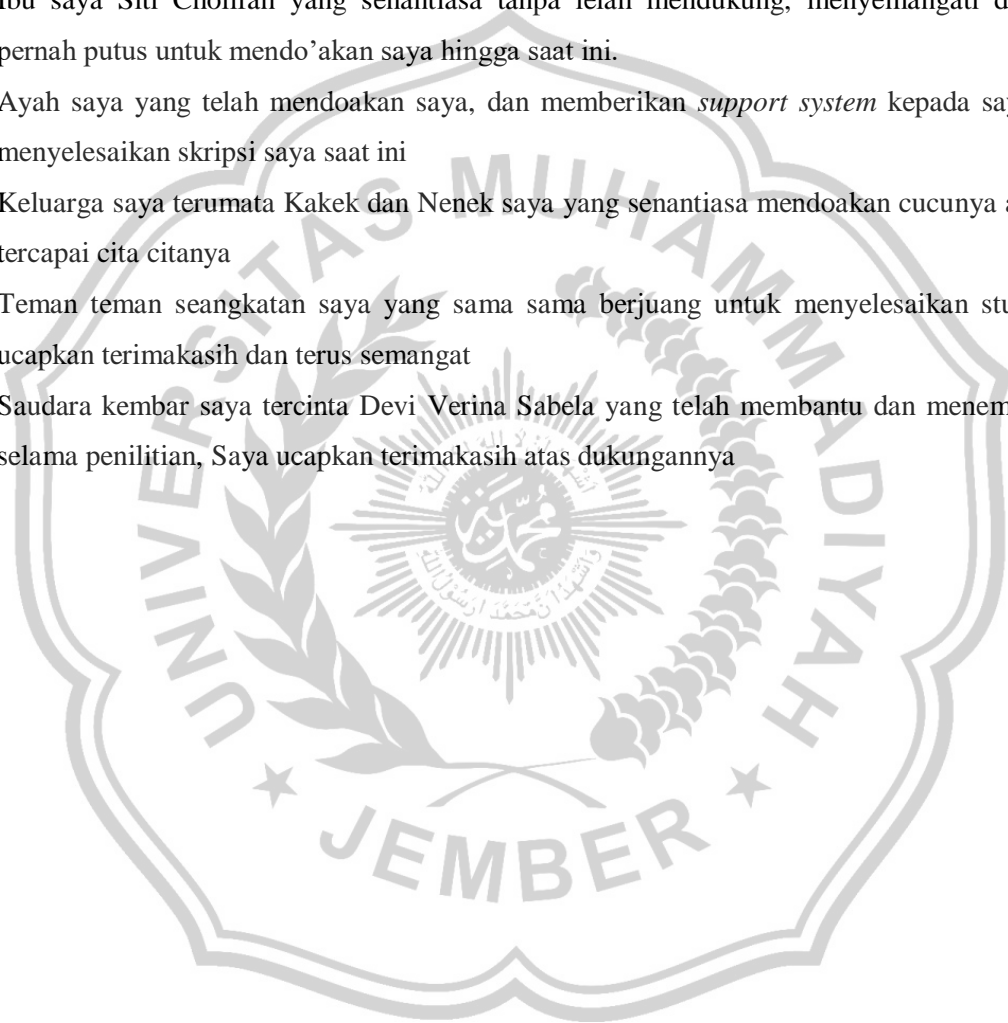 Ibu saya Siti Cholifah yang senantiasa tanpa lelah mendukung, menyemangati
pernah putus untuk mendo’akan saya hingga saat ini.
Ayah saya yang telah mendoakan saya, dan memberikan support system kepada
menyelesaikan skripsi saya saat ini
Keluarga saya terumata Kakek dan Nenek saya yang senantiasa mendoakan cucunya
tercapai cita citanya
Teman teman seangkatan saya yang sama sama berjuang untuk menyelesaikan
ucapkan terimakasih dan terus semangat
Saudara kembar saya tercinta Devi Verina Sabela yang telah membantu dan
selama penilitian, Saya ucapkan terimakasih atas dukungannya
UNIVERSITAS MUHAMMADIYAH
JEMBER